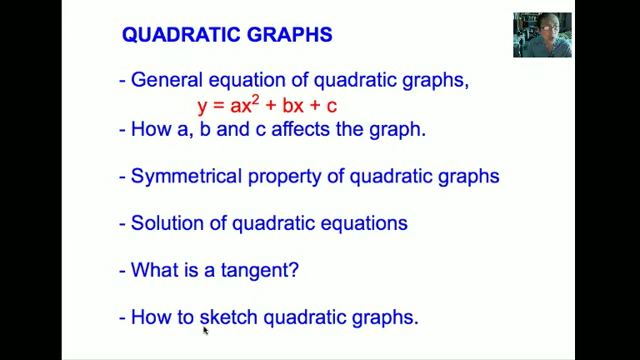 QUADRATIC GRAPHS
- General equation of quadratic graphs,
y = ax² + bx + c
- How a, b and c affects the graph.
- Symmetrical property of quadratic graphs
- Solution of quadratic equations
- What is a tangent?
- How to sketch quadratic graphs.